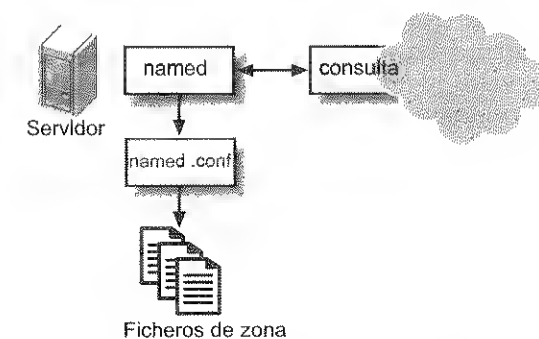 named
consulta
Servidor
named .conf
Ficheros de zona